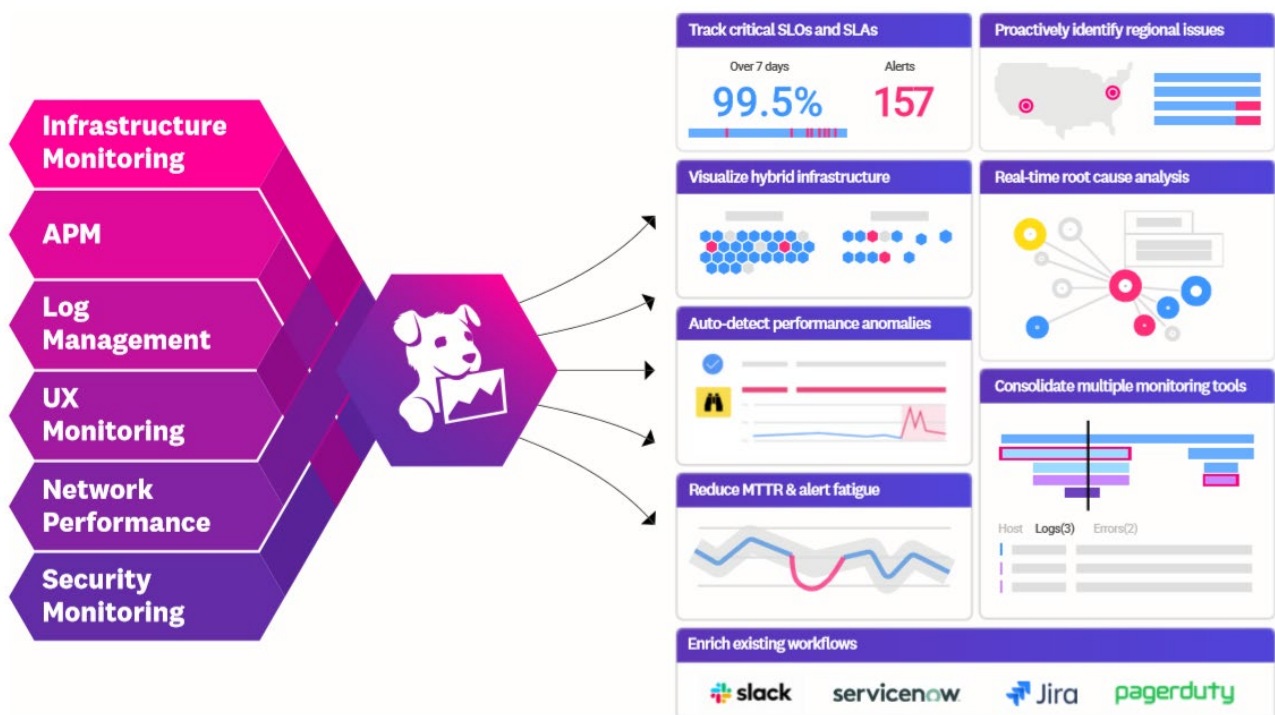 Infrastructure
Monitoring
APM
Log
Management
UX
Monitoring
Network
Performance
Security
Monitoring
Track critical SLOs and SLAs
Over 7 days
Alerts
99.5%
157
Proactively identify regional issues
Visualize hybrid infrastructure
Real-time root cause analysis
Auto-detect performance anomalies
Consolidate multiple monitoring tools
Host Logs(3) Errors(2)
Reduce MTTR & alert fatigue
Enrich existing workflows
slack
servicenow
Jira
pagerduty